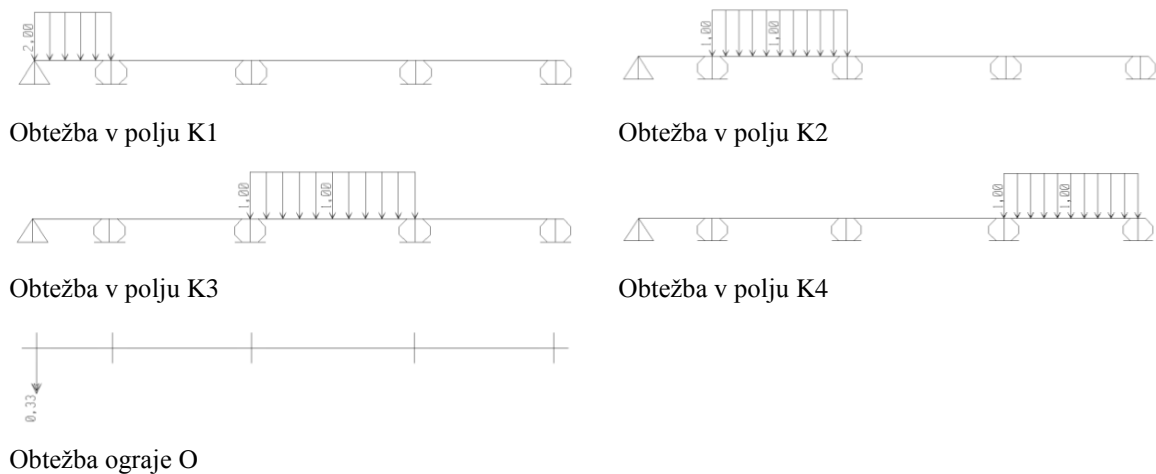 2.00
1.00 1.00
Obtežba v polju K1
Obtežba v polju K2
1.00 1.00
1.00 1.00
Obtežba v polju K3
Obtežba v polju K4
0.33
Obtežba ograje O